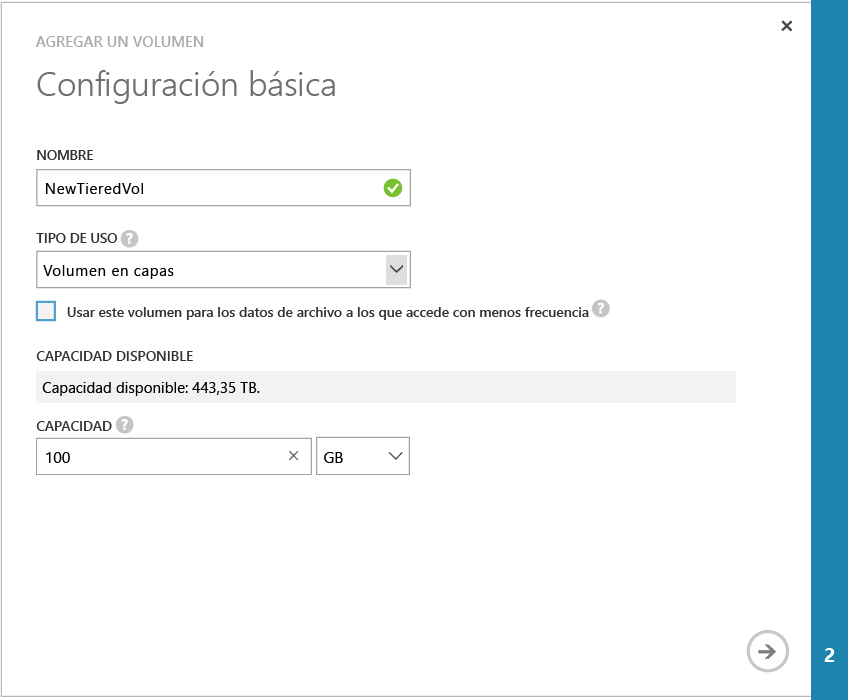 AGREGAR UN VOLUMEN
Configuración básica
NOMBRE
NewTieredVol
TIPO DE USO ?
Volumen en capas
Usar este volumen para los datos de archivo a los que accede con menos frecuencia ?
CAPACIDAD DISPONIBLE
Capacidad disponible: 443,35 TB.
CAPACIDAD ?
100 GB
2